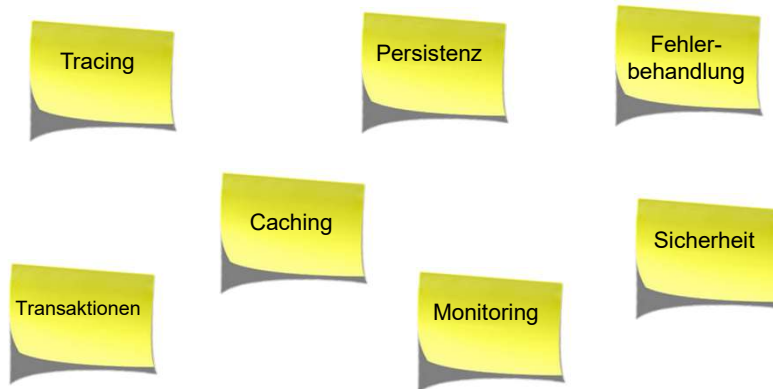 Tracing
Persistenz
Fehler-
behandlung
Caching
Sicherheit
Transaktionen
Monitoring